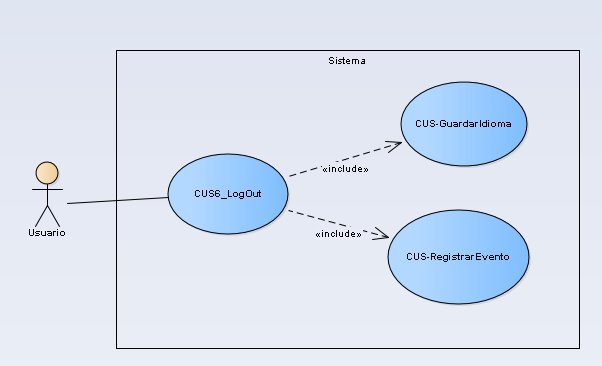 Sistema
CUS-GuardarIdioma
«include»
CUS6_LogOut
Usuario
«include»
CUS-RegistrarEvento